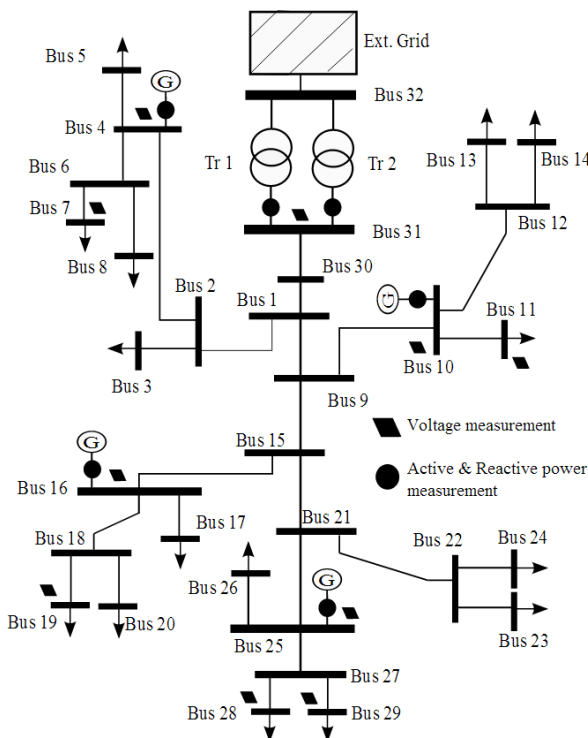 Ext. Grid
Bus 5
G
Bus 4
Bus 32
Tr 1
Tr 2
Bus 13
Bus 14
Bus 6
Bus 7
Bus 12
Bus 31
Bus 8
Bus 30
Bus 2
Bus 1
G
Bus 11
Bus 3
Bus 10
Bus 9
Voltage measurement
G
Bus 15
Active & Reactive power
measurement
Bus 16
Bus 17
Bus 21
Bus 18
Bus 22
Bus 24
Bus 26
G
Bus 19
Bus 20
Bus 25
Bus 23
Bus 27
Bus 28
Bus 29